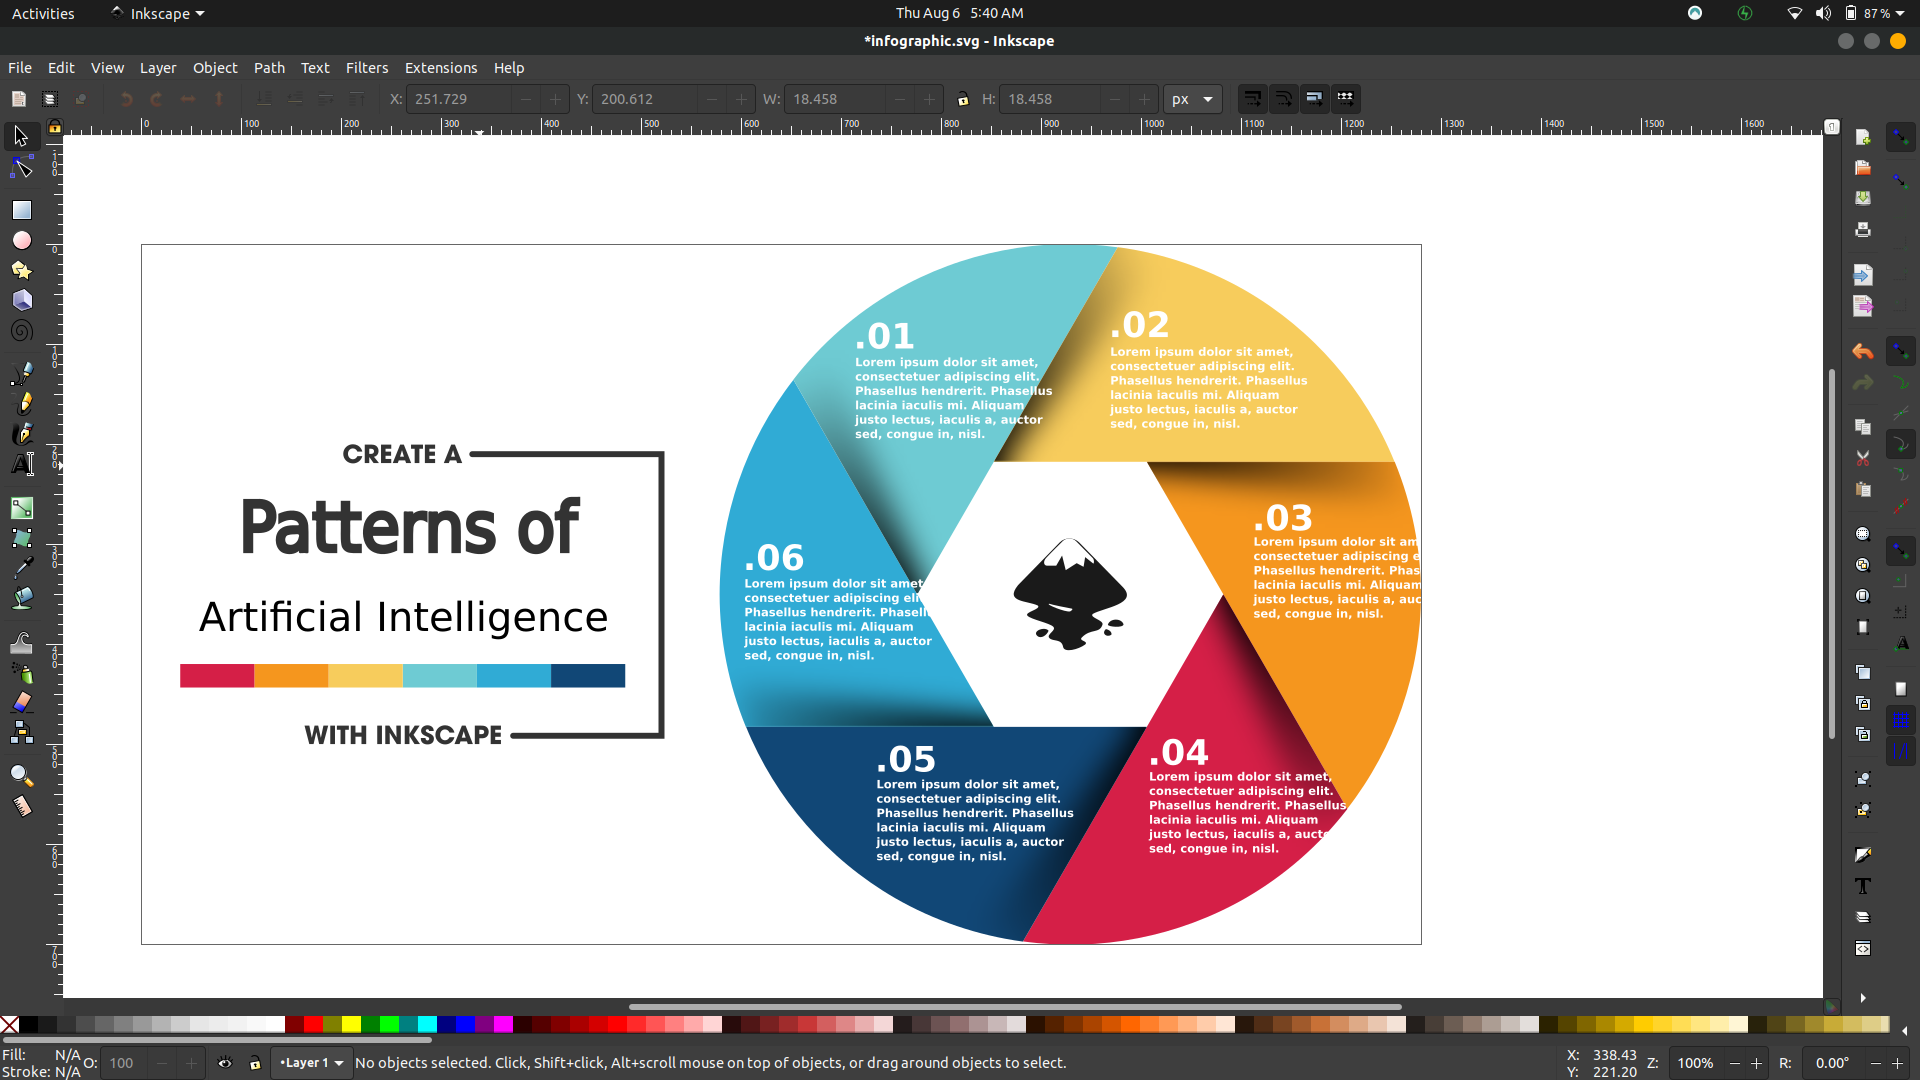 Activities
Inkscape
Thu Aug 6 5:40 AM
87 %
*infographic.svg - Inkscape
File Edit View Layer Object Path Text Filters Extensions Help
X: 251.729 Y: 200.612 W: 18.458 H: 18.458 px
0 100 200 300 400 500 600 700 800 900 1000 1100 1200 1300 1400 1500 1600
CREATE A
Patterns of
Artificial Intelligence
WITH INKSCAPE
.01
Lorem ipsum dolor sit amet,
consectetuer adipiscing elit.
Phasellus hendrerit. Phasellus
lacinia iaculis mi. Aliquam
justo lectus, iaculis a, auctor
sed, congue in, nisl.
.02
Lorem ipsum dolor sit amet,
consectetuer adipiscing elit.
Phasellus hendrerit. Phasellus
lacinia iaculis mi. Aliquam
justo lectus, iaculis a, auctor
sed, congue in, nisl.
.03
Lorem ipsum dolor sit am
consectetuer adipiscing e
Phasellus hendrerit. Phas
lacinia iaculis mi. Aliquam
justo lectus, iaculis a, auc
sed, congue in, nisl.
.04
Lorem ipsum dolor sit amet,
consectetuer adipiscing elit.
Phasellus hendrerit. Phasellus
lacinia iaculis mi. Aliquam
justo lectus, iaculis a, aucto
sed, congue in, nisl.
.05
Lorem ipsum dolor sit amet,
consectetuer adipiscing elit.
Phasellus hendrerit. Phasellus
lacinia iaculis mi. Aliquam
justo lectus, iaculis a, auctor
sed, congue in, nisl.
.06
Lorem ipsum dolor sit amet
consectetuer adipiscing eli
Phasellus hendrerit. Phasell
lacinia iaculis mi. Aliquam
justo lectus, iaculis a, auctor
sed, congue in, nisl.
Fill: N/A
Stroke: N/A
O: 100
•Layer 1
No objects selected. Click, Shift+click, Alt+scroll mouse on top of objects, or drag around objects to select.
X: 338.43
Y: 221.20
Z: 100%
R: 0.00°